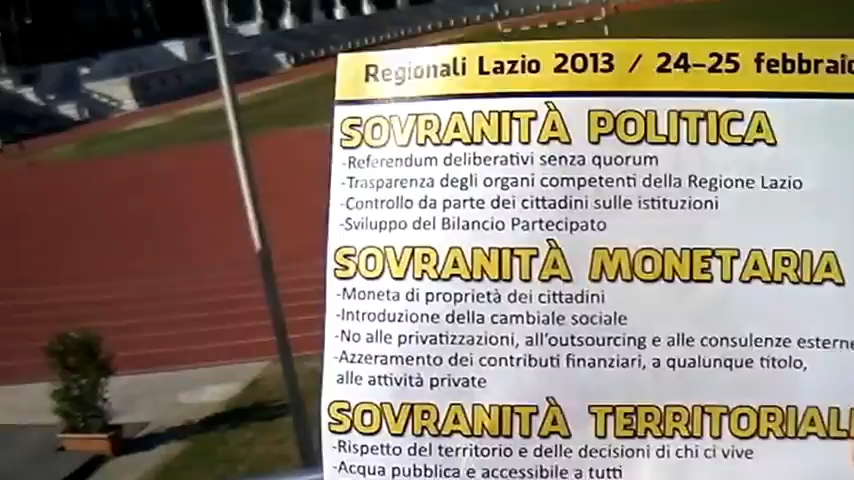 Regionali Lazio 2013 / 24-25 febbraio
SOVRANITÀ POLITICA
-Referendum deliberativi senza quorum
-Trasparenza degli organi competenti della Regione Lazio
-Controllo da parte dei cittadini sulle istituzioni
-Sviluppo del Bilancio Partecipato
SOVRANITÀ MONETARIA
-Moneta di proprietà dei cittadini
-Introduzione della cambiale sociale
-No alle privatizzazioni, all'outsourcing e alle consulenze esterne
-Azzeramento dei contributi finanziari, a qualunque titolo,
alle attività private
SOVRANITÀ TERRITORIALE
-Rispetto del territorio e delle decisioni di chi ci vive
-Acqua pubblica e accessibile a tutti